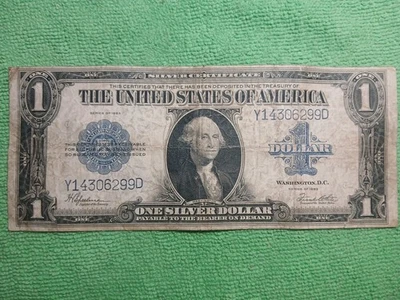 SILVER CERTIFICATE
THIS CERTIFIES THAT THERE HAS BEEN DEPOSITED IN THE TREASURY OF
1 THE UNITED STATES OF AMERICA 1
Y14306299D
1
DOLLAR
Y14306299D
WASHINGTON, D.C.
1 ONE SILVER DOLLAR 1
PAYABLE TO THE BEARER ON DEMAND